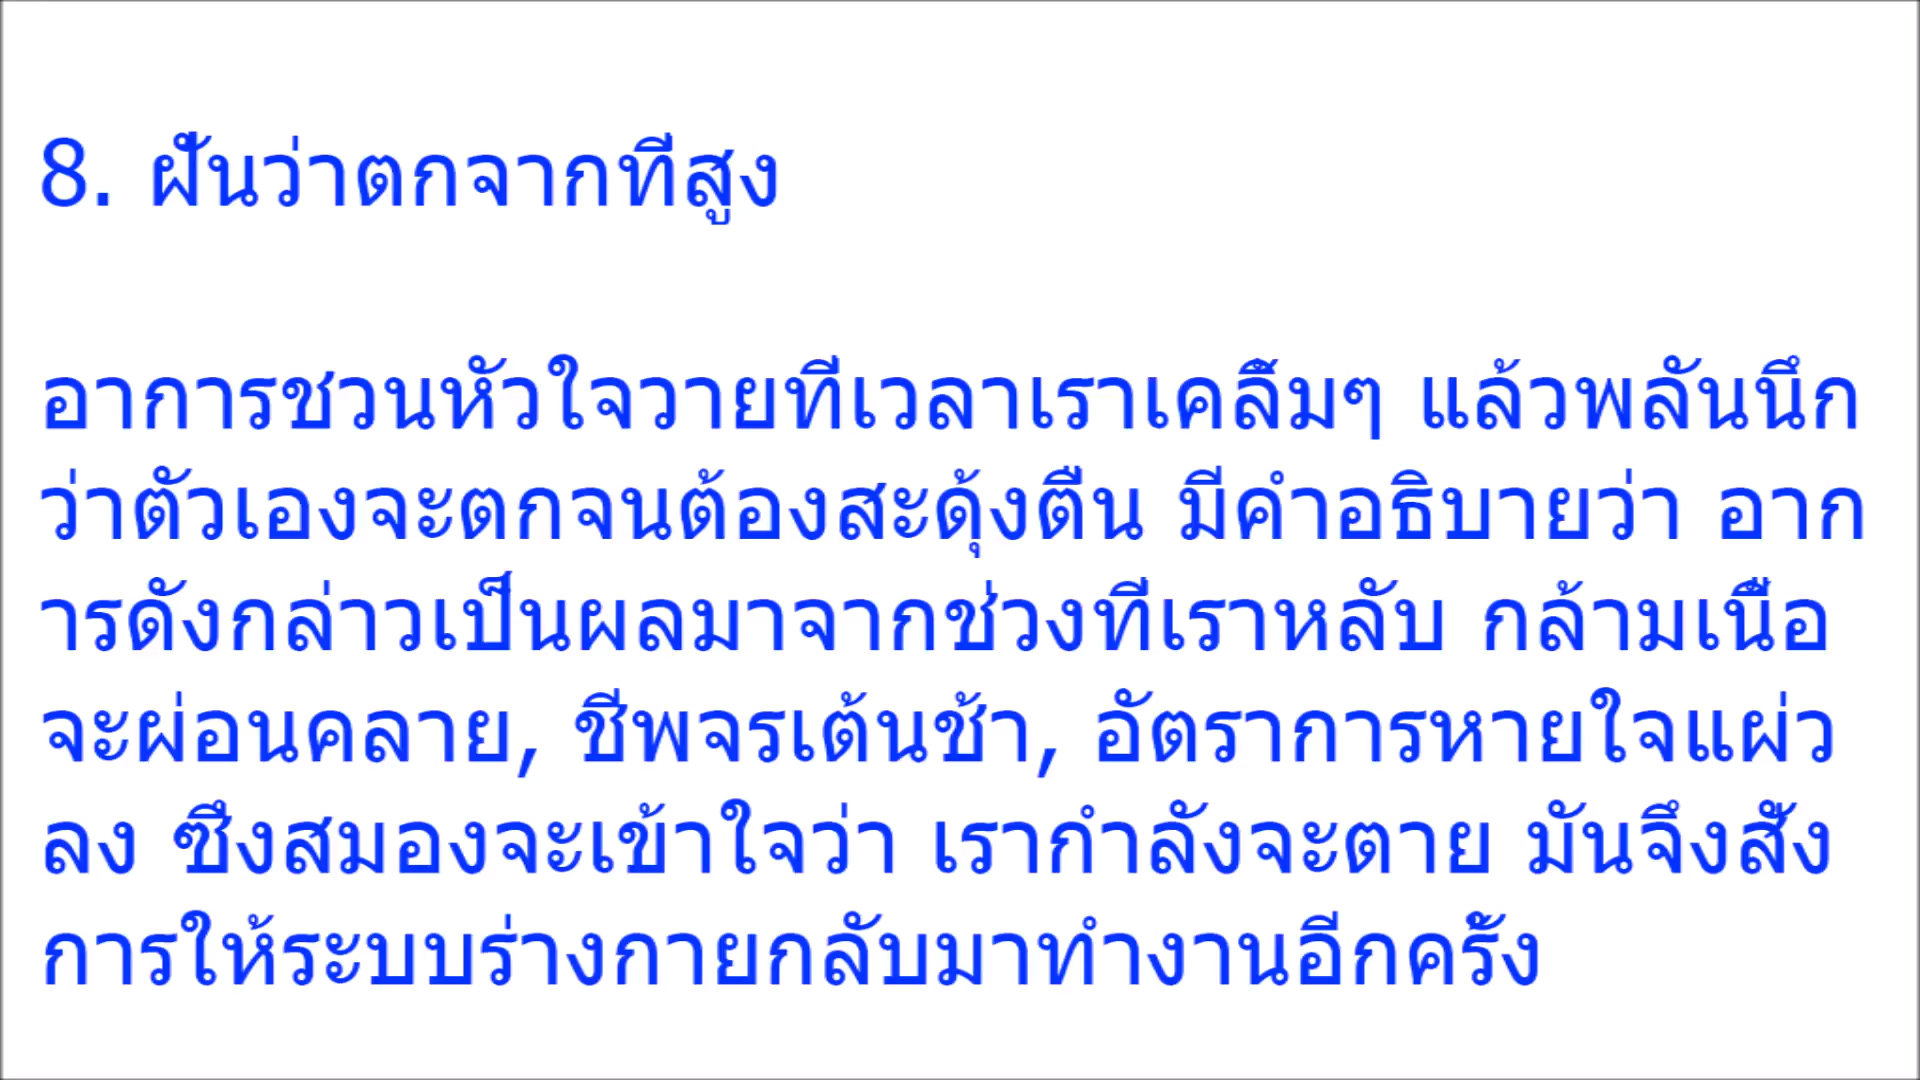 8. ฝันว่าตกจากที่สูง
อาการชวนหัวใจวายที่เวลาเราเคลิ้มๆ แล้วพลันนึก
ว่าตัวเองจะตกจนต้องสะดุ้งตื่น มีคำอธิบายว่า อาก
ารดังกล่าวเป็นผลมาจากช่วงที่เราหลับ กล้ามเนื้อ
จะผ่อนคลาย, ชีพจรเต้นช้า, อัตราการหายใจแผ่ว
ลง ซึ่งสมองจะเข้าใจว่า เรากำลังจะตาย มันจึงสั่ง
การให้ระบบร่างกายกลับมาทำงานอีกครั้ง